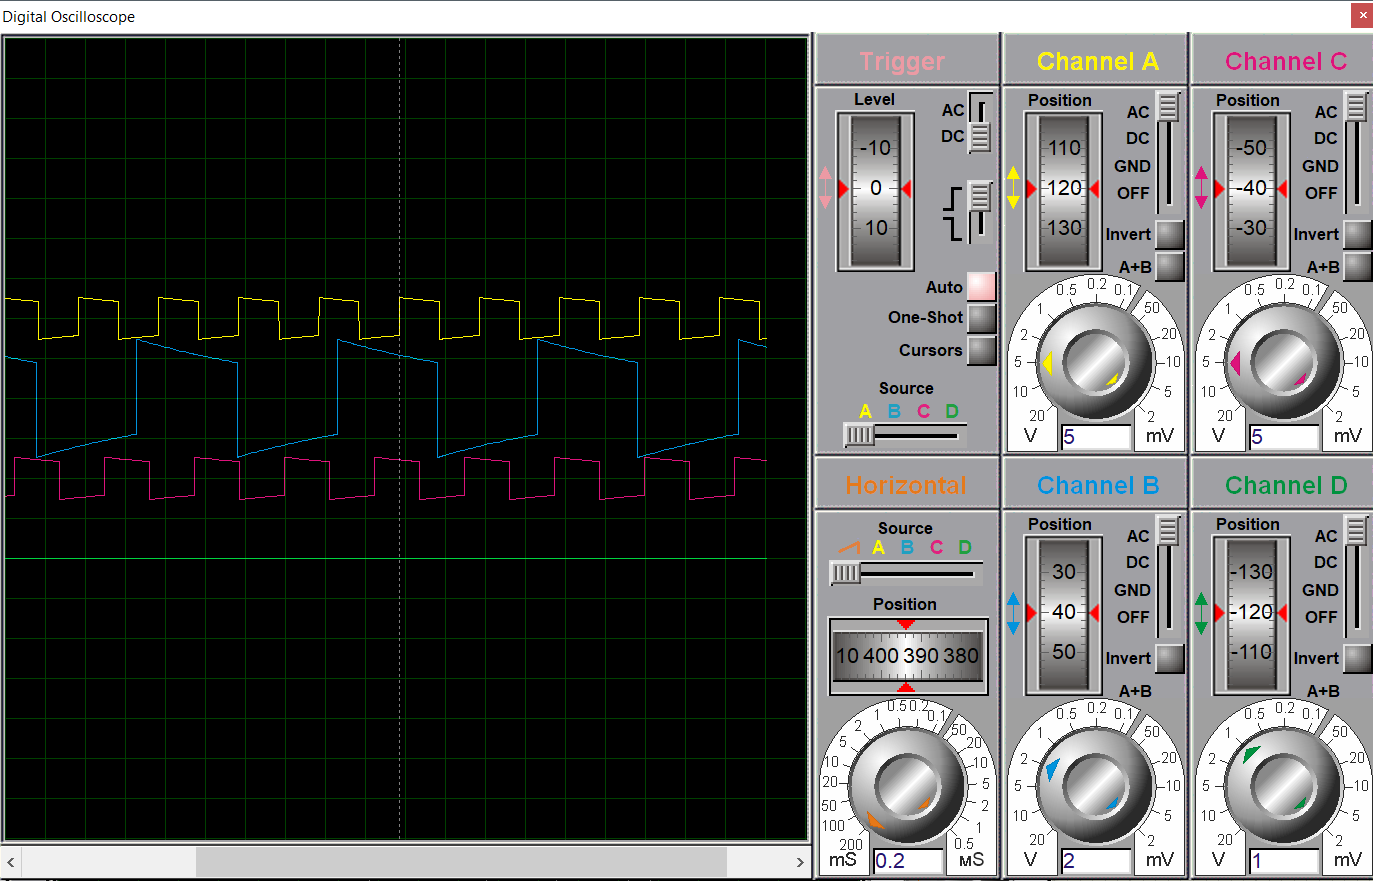 Digital Oscilloscope
Trigger
Level
-10
0
10
AC
DC
Auto
One-Shot
Cursors
Source
A B C D
Channel A
Position
110
120
130
AC
DC
GND
OFF
Invert
A+B
20
10
5
2
1
0.5
0.2
0.1
50
20
10
5
2
V
5
mV
Channel C
Position
-50
-40
-30
AC
DC
GND
OFF
Invert
A+B
20
10
5
2
1
0.5
0.2
0.1
50
20
10
5
2
V
5
mV
Horizontal
Source
A B C D
Position
10 400 390 380
200
100
50
20
10
5
2
1
0.5
0.2
0.1
50
20
10
5
2
1
0.5
mS
0.2
мS
Channel B
Position
30
40
50
AC
DC
GND
OFF
Invert
A+B
20
10
5
2
1
0.5
0.2
0.1
50
20
10
5
2
V
2
mV
Channel D
Position
-130
-120
-110
AC
DC
GND
OFF
Invert
A+B
20
10
5
2
1
0.5
0.2
0.1
50
20
10
5
2
V
1
mV